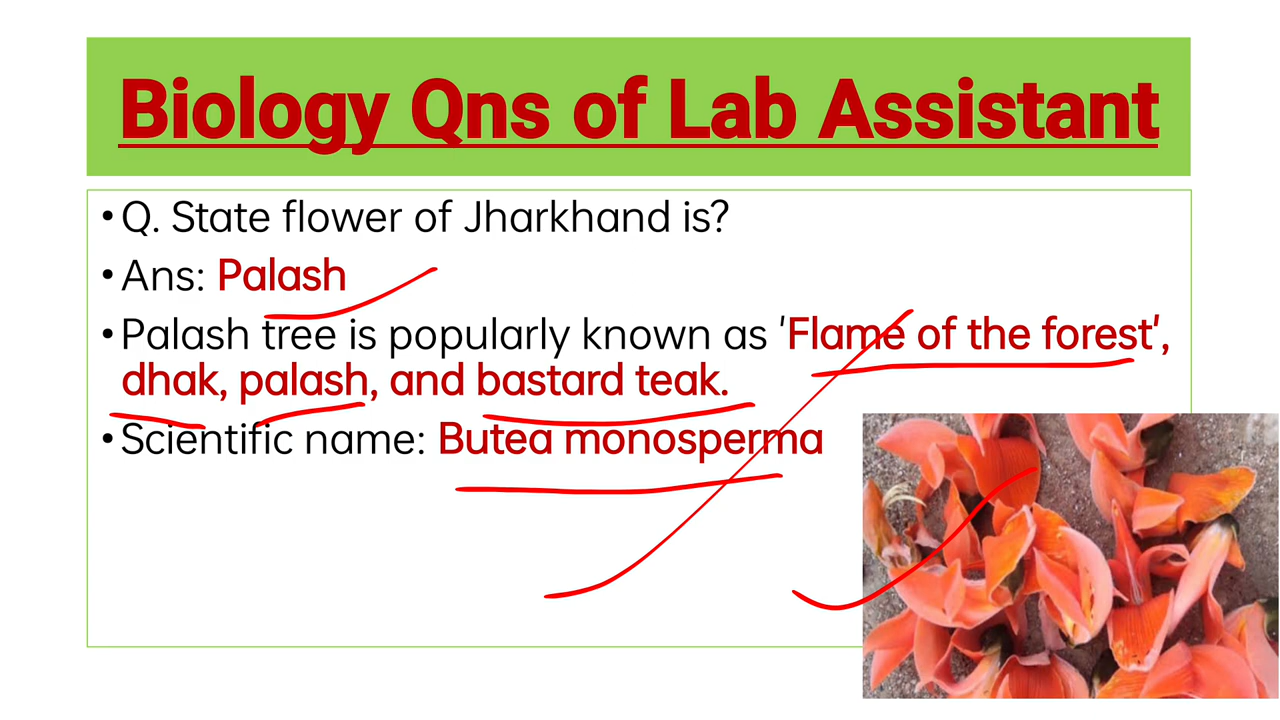 Biology Qns of Lab Assistant
• Q. State flower of Jharkhand is?
• Ans: Palash
• Palash tree is popularly known as 'Flame of the forest',
dhak, palash, and bastard teak.
• Scientific name: Butea monosperma